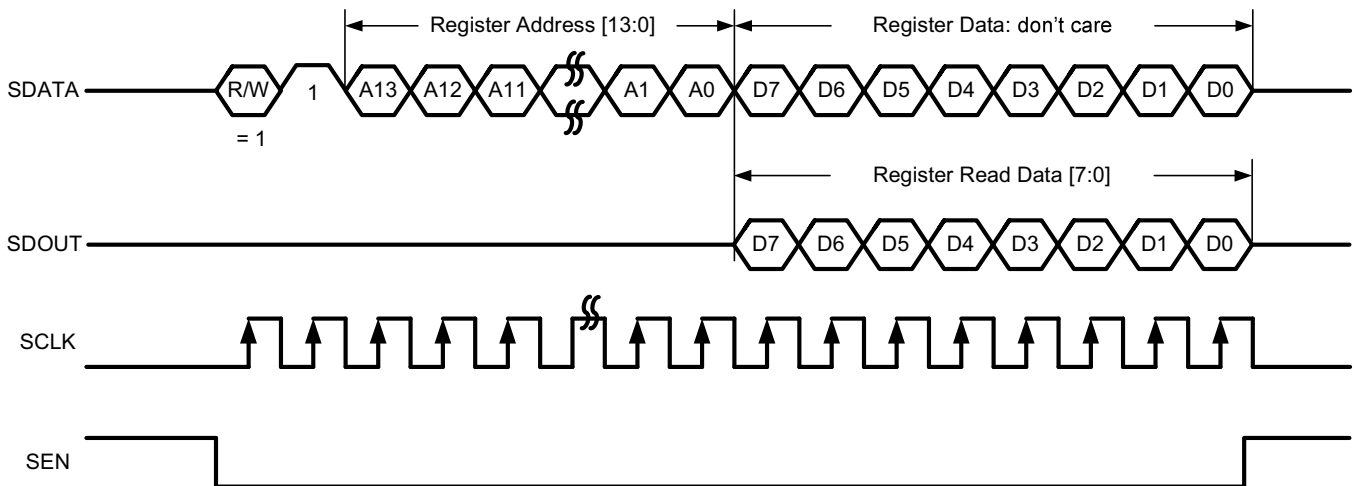 Register Address [13:0] Register Data: don't care
SDATA R/W 1 A13 A12 A11 A1 A0 D7 D6 D5 D4 D3 D2 D1 D0
= 1
Register Read Data [7:0]
SDOUT D7 D6 D5 D4 D3 D2 D1 D0
SCLK
SEN